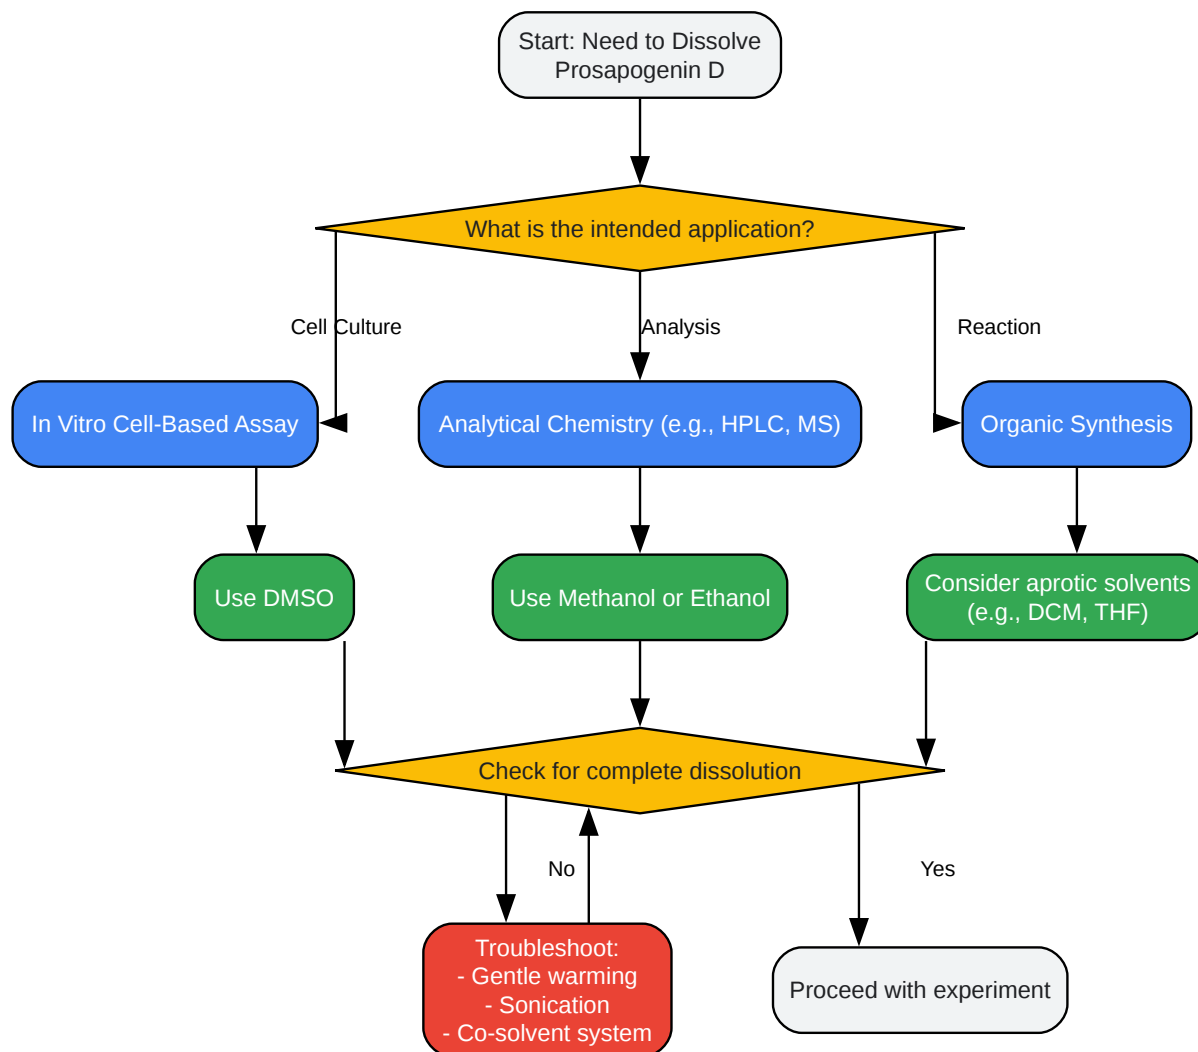 Start: Need to Dissolve
Prosapogenin D
What is the intended application?
Cell Culture
Analysis
Reaction
In Vitro Cell-Based Assay
Analytical Chemistry (e.g., HPLC, MS)
Organic Synthesis
Use DMSO
Use Methanol or Ethanol
Consider aprotic solvents
(e.g., DCM, THF)
Check for complete dissolution
No
Yes
Troubleshoot:
- Gentle warming
- Sonication
- Co-solvent system
Proceed with experiment